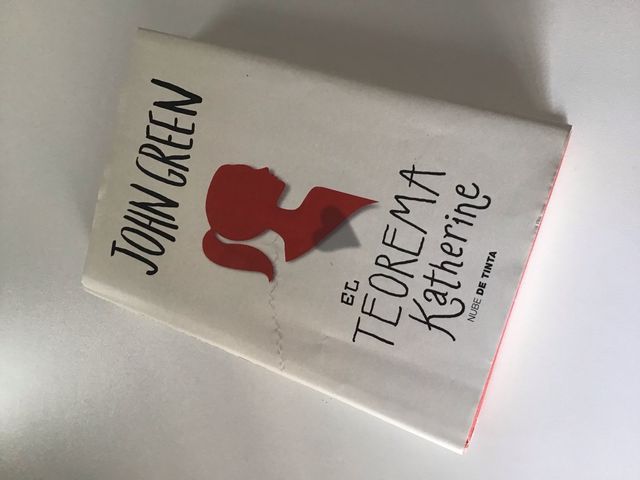 JOHN GREEN
EL
TEOREMA
Katherine
NUBE DE TINTA